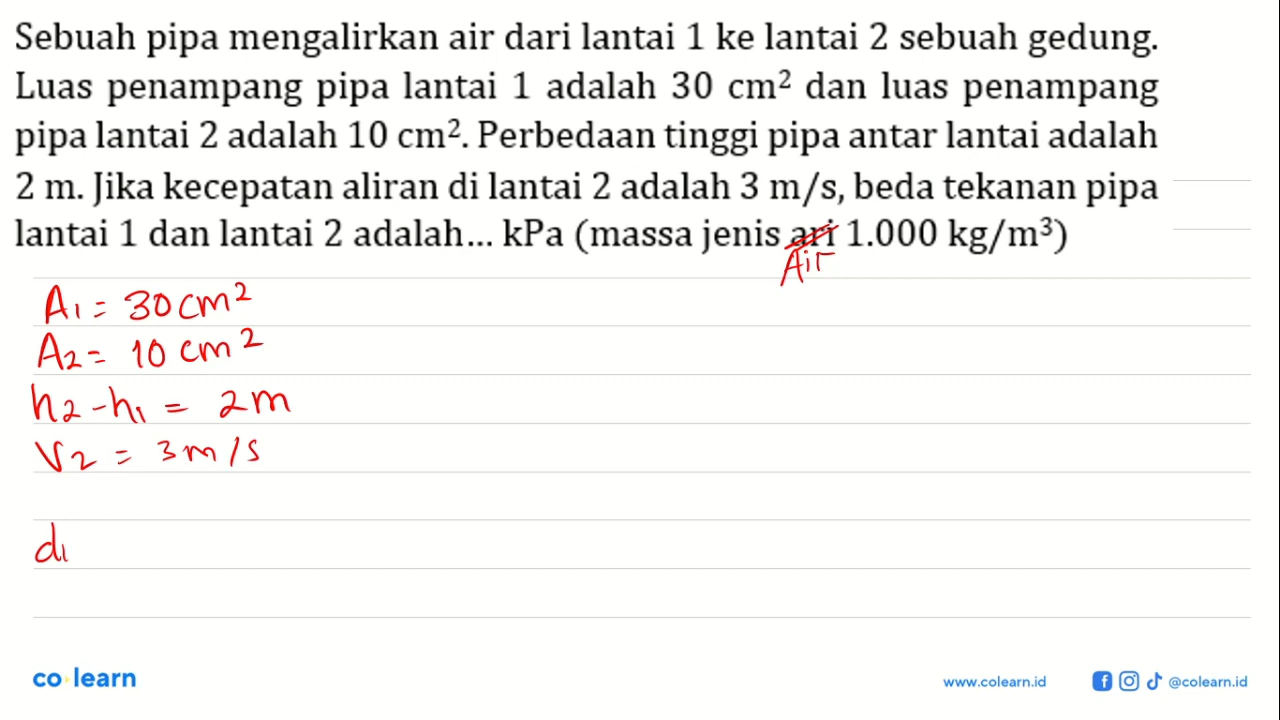 Sebuah pipa mengalirkan air dari lantai 1 ke lantai 2 sebuah gedung.
Luas penampang pipa lantai 1 adalah 30 cm² dan luas penampang
pipa lantai 2 adalah 10 cm². Perbedaan tinggi pipa antar lantai adalah
2 m. Jika kecepatan aliran di lantai 2 adalah 3 m/s, beda tekanan pipa
lantai 1 dan lantai 2 adalah... kPa (massa jenis ari 1.000 kg/m³)
Air
A₁ = 30 cm²
A₂ = 10 cm²
h₂ - h₁ = 2 m
V₂ = 3 m/s
dı
co learn
www.colearn.id
@colearn.id